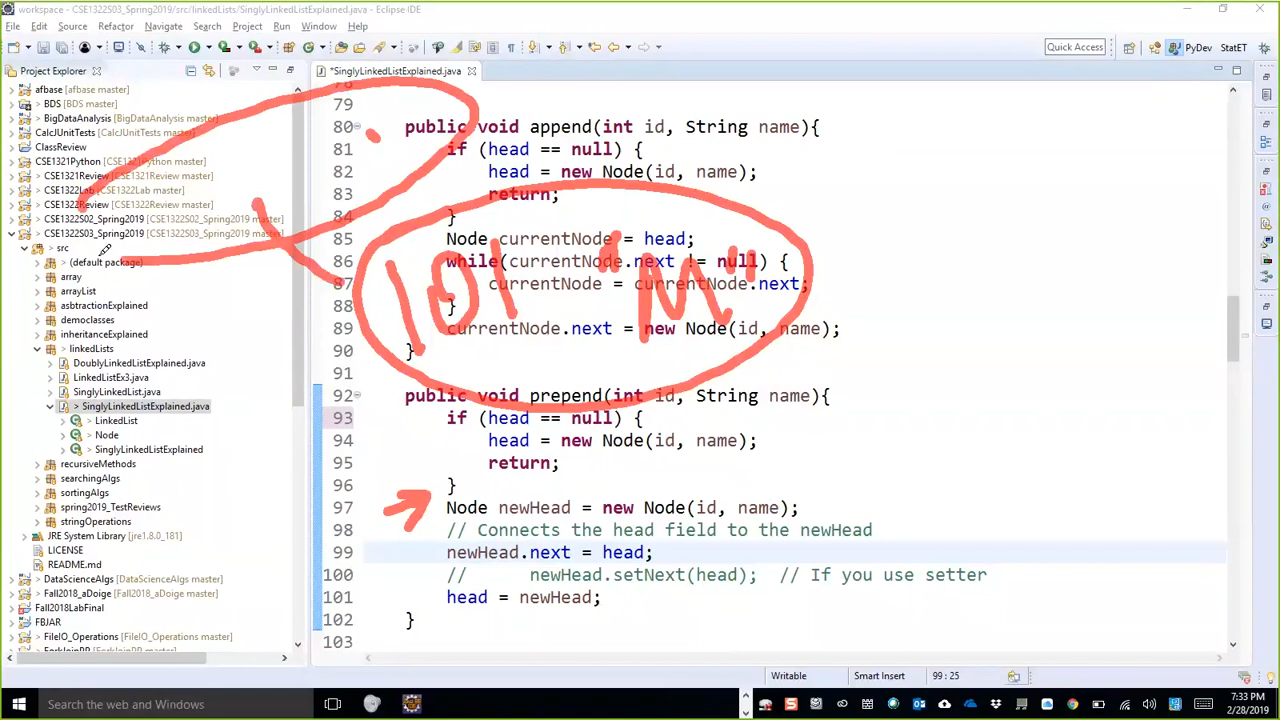 workspace - CSE1322S03_Spring2019/src/linkedLists/SinglyLinkedListExplained.java - Eclipse IDE
File Edit Source Refactor Navigate Search Project Run Window Help
Quick Access
PyDev
StatET
Project Explorer
*SinglyLinkedListExplained.java
afbase [afbase master]
> BDS [BDS master]
> BigDataAnalysis [BigDataAnalysis master]
CalcJUnitTests [CalcJUnitTests master]
ClassReview
CSE1321Python [CSE1321Python master]
> CSE1321Review [CSE1321Review master]
> CSE1322Lab [CSE1322Lab master]
> CSE1322Review [CSE1322Review master]
> CSE1322S02_Spring2019 [CSE1322S02_Spring2019 master]
> CSE1322S03_Spring2019 [CSE1322S03_Spring2019 master]
> src
> (default package)
array
> arrayList
asbtractionExplained
democlasses
inheritanceExplained
> linkedLists
DoublyLinkedListExplained.java
LinkedListEx3.java
SinglyLinkedList.java
> SinglyLinkedListExplained.java
> LinkedList
> Node
> SinglyLinkedListExplained
recursiveMethods
searchingAlgs
sortingAlgs
spring2019_TestReviews
stringOperations
JRE System Library [jre1.8.0_181]
LICENSE
README.md
> DataScienceAlgs [DataScienceAlgs master]
> Fall2018_aDoige [Fall2018_aDoige master]
Fall2018LabFinal
FBJAR
> FileIO_Operations [FileIO_Operations master]
78
79
80 public void append(int id, String name){
81 if (head == null) {
82 head = new Node(id, name);
83 return;
84 }
85 Node currentNode = head;
86 while(currentNode.next != null) {
87 currentNode = currentNode.next;
88 }
89 currentNode.next = new Node(id, name);
90 }
91
92 public void prepend(int id, String name){
93 if (head == null) {
94 head = new Node(id, name);
95 return;
96 }
97 Node newHead = new Node(id, name);
98 // Connects the head field to the newHead
99 newHead.next = head;
100 // newHead.setNext(head); // If you use setter
101 head = newHead;
102 }
103
101 "M"
Writable Smart Insert 99 : 25
Search the web and Windows
7:33 PM
2/28/2019